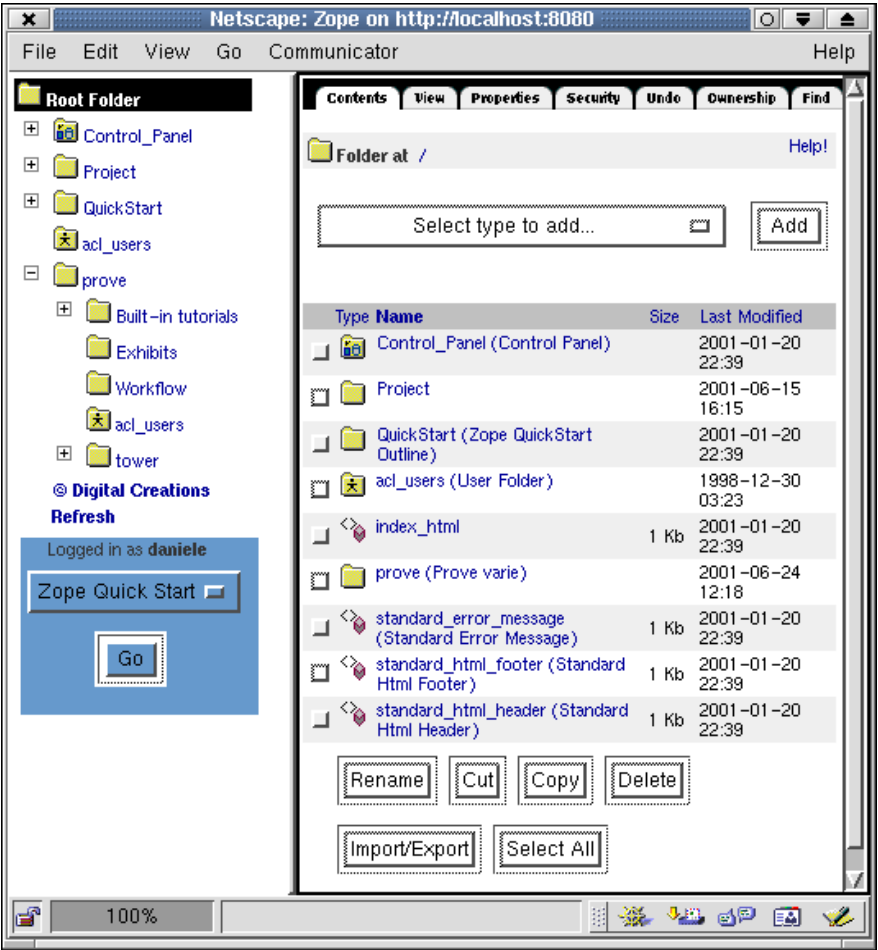 Netscape: Zope on http://localhost:8080
File Edit View Go Communicator Help
Root Folder
Control_Panel
Project
QuickStart
acl_users
prove
Built-in tutorials
Exhibits
Workflow
acl_users
tower
© Digital Creations
Refresh
Logged in as daniele
Zope Quick Start
Go
Contents View Properties Security Undo Ownership Find
Folder at /
Help!
Select type to add... Add
Type Name Size Last Modified
Control_Panel (Control Panel) 2001-01-20
22:39
Project 2001-06-15
16:15
QuickStart (Zope QuickStart 2001-01-20
Outline) 22:39
acl_users (User Folder) 1998-12-30
03:23
index_html 1 Kb 2001-01-20
22:39
prove (Prove varie) 2001-06-24
12:18
standard_error_message 1 Kb 2001-01-20
(Standard Error Message) 22:39
standard_html_footer (Standard 1 Kb 2001-01-20
Html Footer) 22:39
standard_html_header (Standard 1 Kb 2001-01-20
Html Header) 22:39
Rename Cut Copy Delete
Import/Export Select All
100%